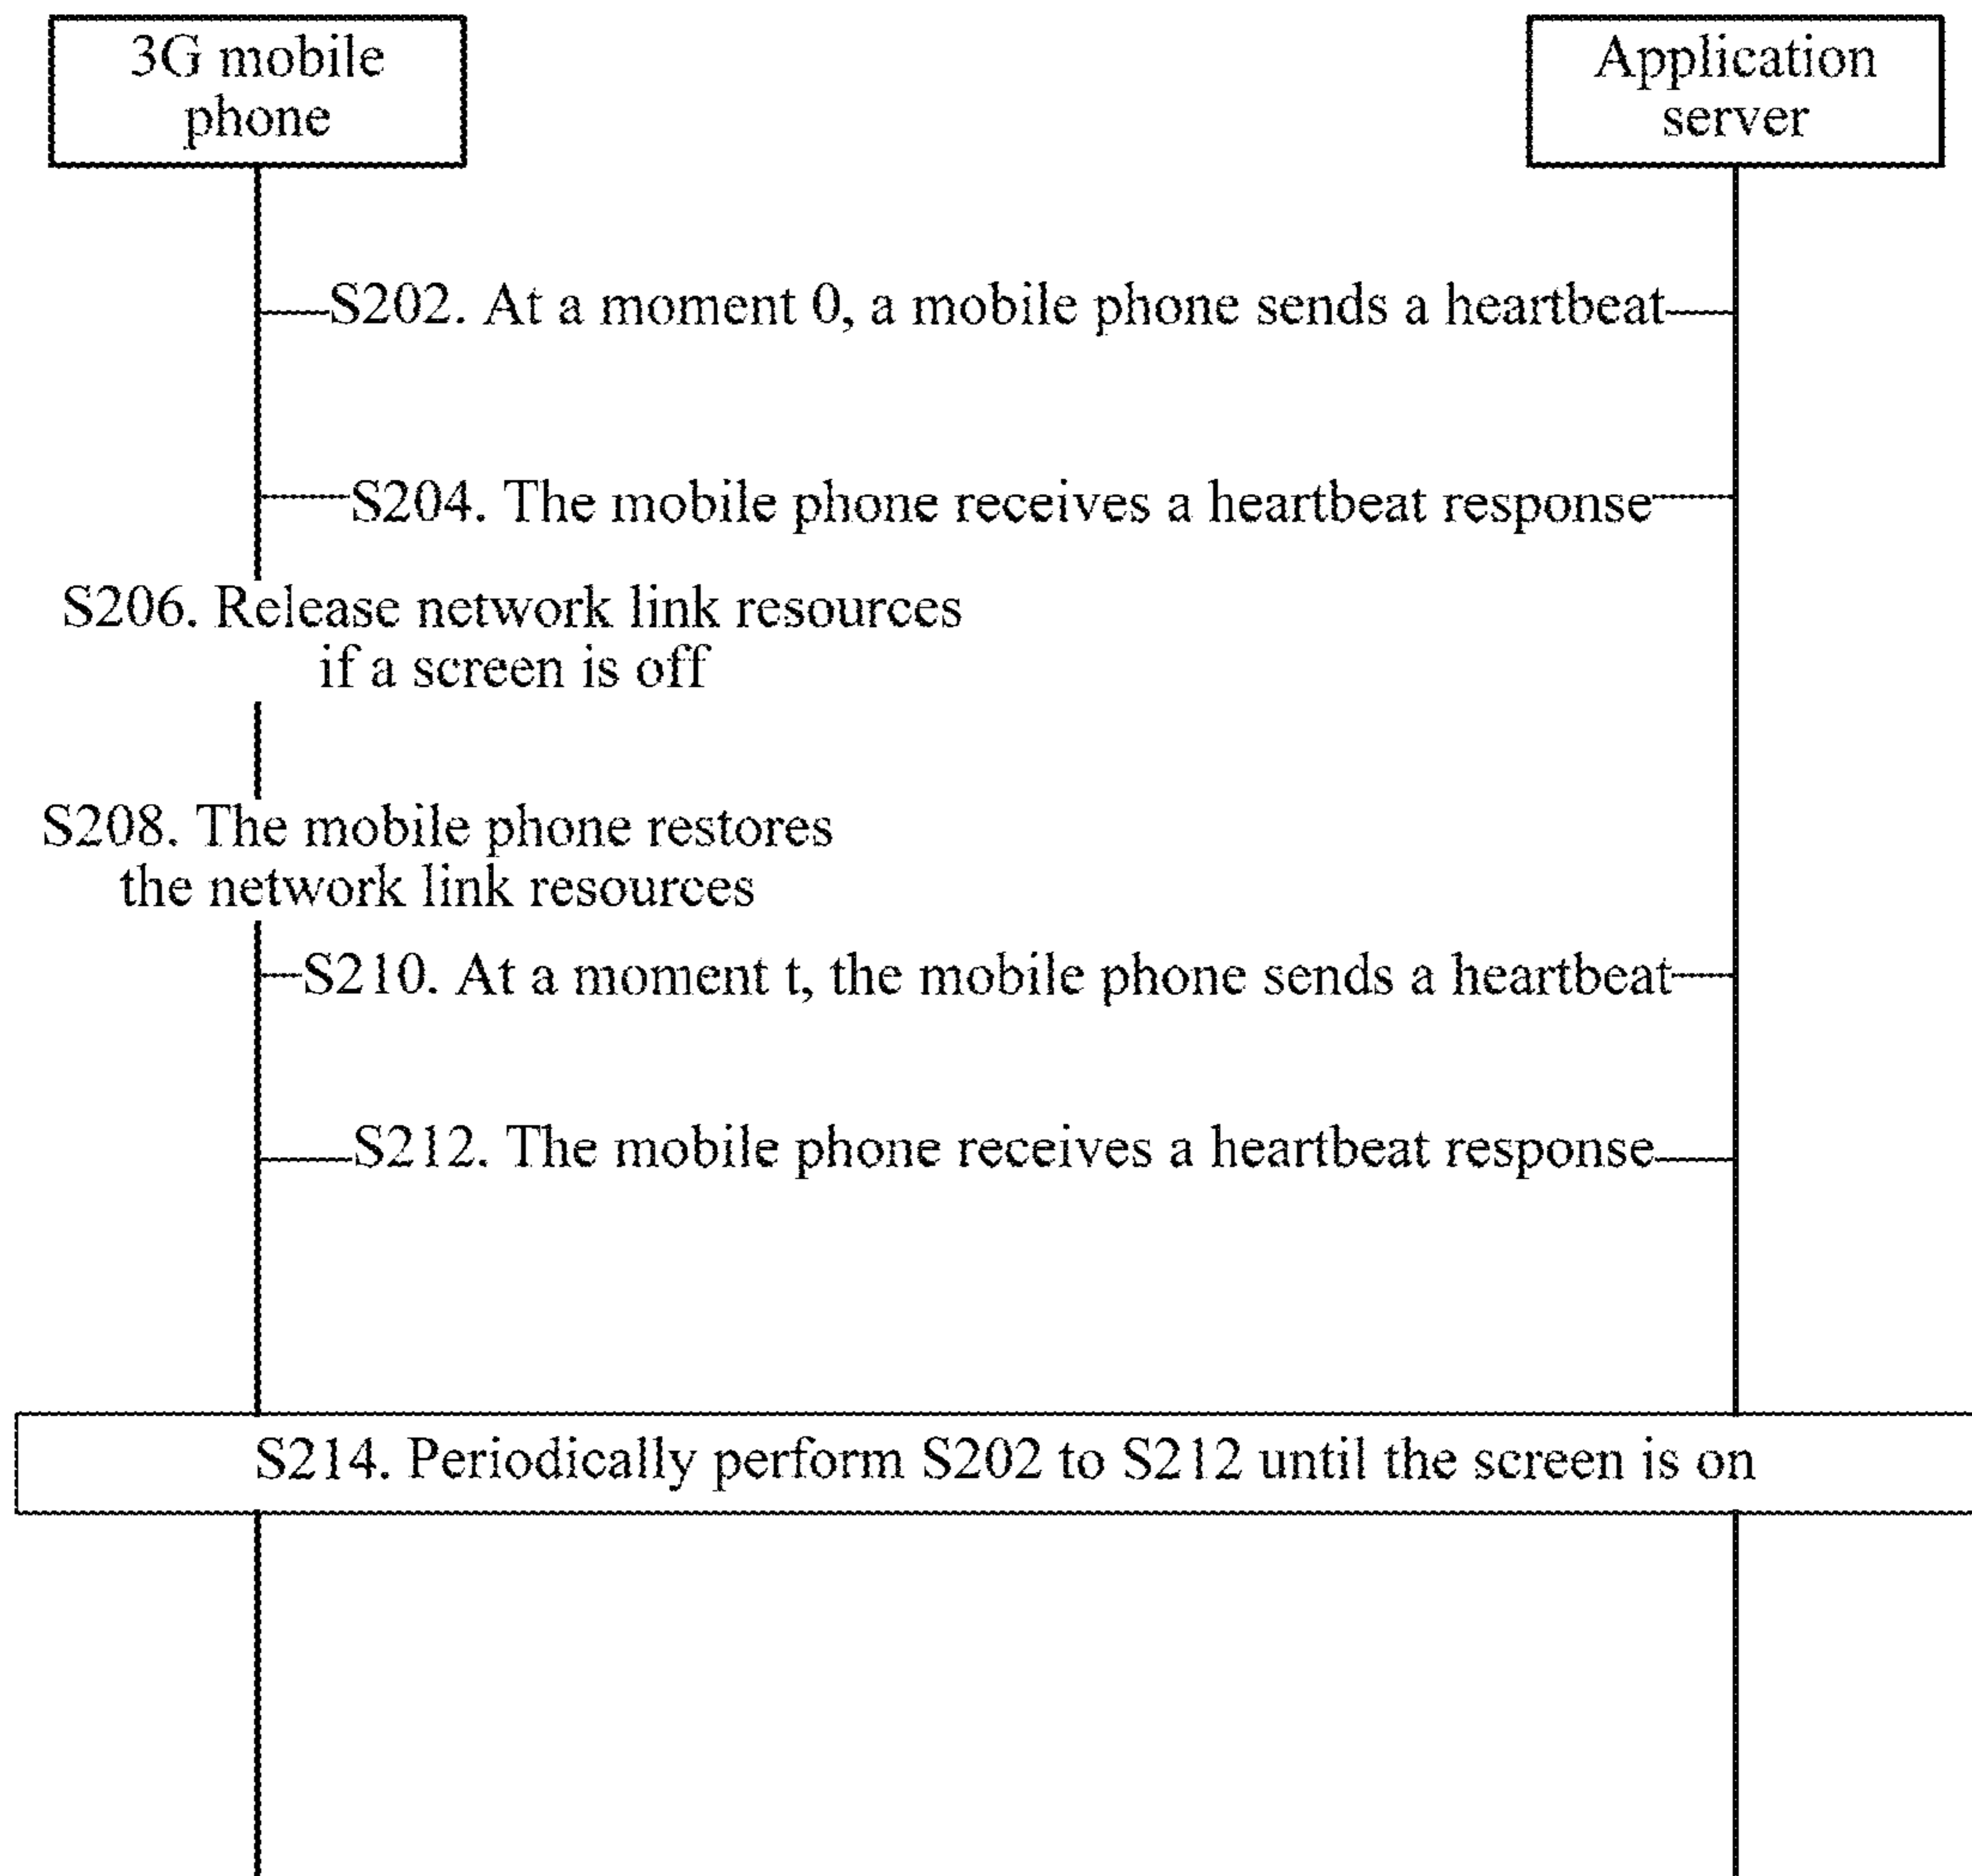 3G mobile
phone
Application
server
S202. At a moment 0, a mobile phone sends a heartbeat
S204. The mobile phone receives a heartbeat response
S206. Release network link resources
if a screen is off
S208. The mobile phone restores
the network link resources
S210. At a moment t, the mobile phone sends a heartbeat
S212. The mobile phone receives a heartbeat response
S214. Periodically perform S202 to S212 until the screen is on